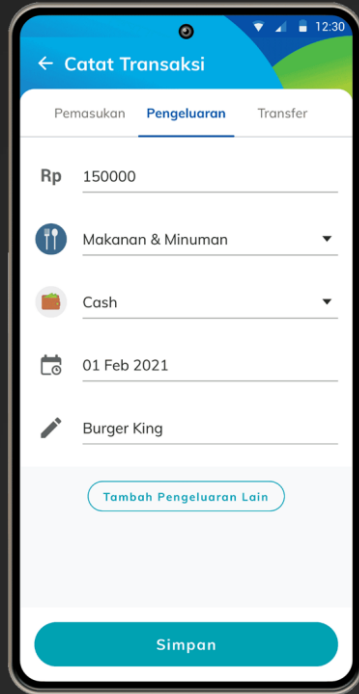 12:30
Catat Transaksi
Pemasukan Pengeluaran Transfer
Rp 150000
Makanan & Minuman
Cash
01 Feb 2021
Burger King
Tambah Pengeluaran Lain
Simpan